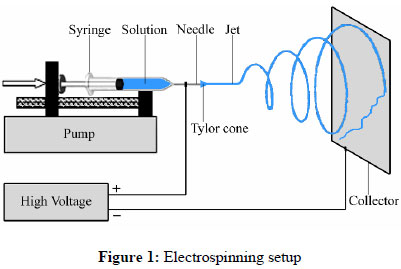 Syringe Solution Needle Jet
Tylor cone
Pump
High Voltage
+
−
Collector
Figure 1: Electrospinning setup